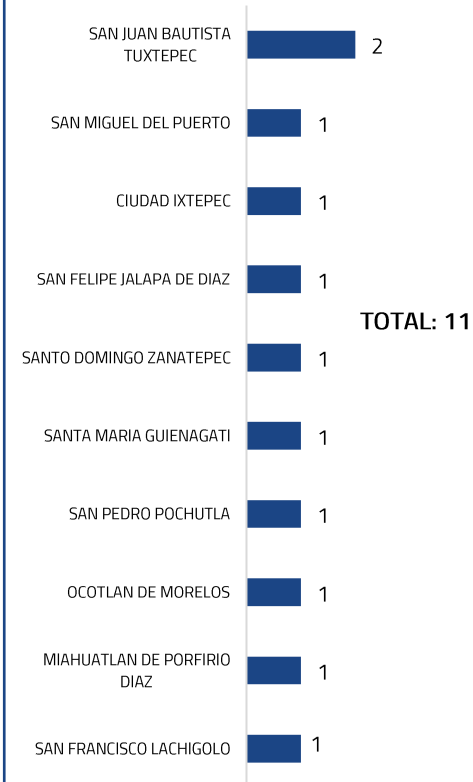 SAN JUAN BAUTISTA
TUXTEPEC
2
SAN MIGUEL DEL PUERTO
1
CIUDAD IXTEPEC
1
SAN FELIPE JALAPA DE DIAZ
1
TOTAL: 11
SANTO DOMINGO ZANATEPEC
1
SANTA MARIA GUIENAGATI
1
SAN PEDRO POCHUTLA
1
OCOTLAN DE MORELOS
1
MIAHUATLAN DE PORFIRIO
DIAZ
1
SAN FRANCISCO LACHIGOLO
1